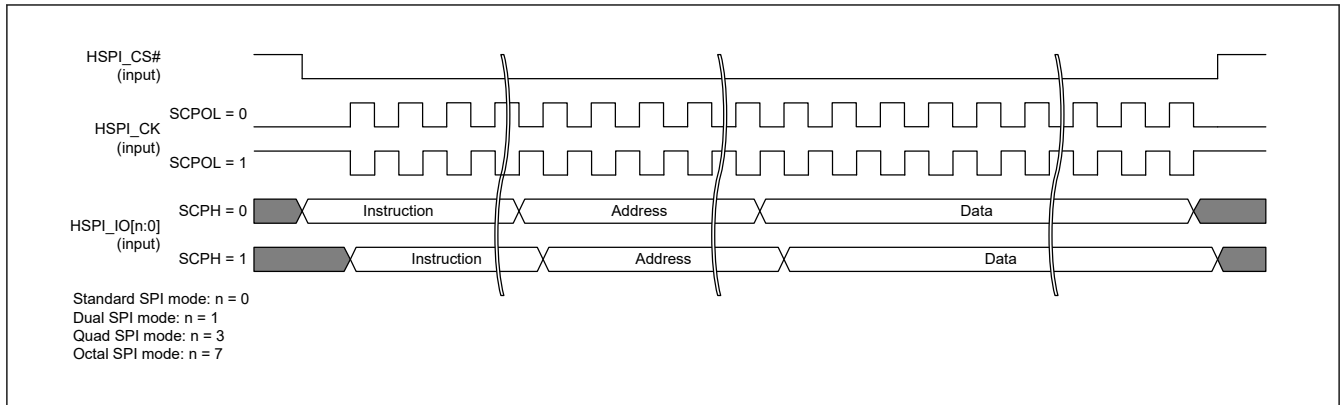 HSPI_CS#
(input)
SCPOL = 0
HSPI_CK
(input)
SCPOL = 1
SCPH = 0
Instruction
Address
Data
HSPI_IO[n:0]
(input)
SCPH = 1
Instruction
Address
Data
Standard SPI mode: n = 0
Dual SPI mode: n = 1
Quad SPI mode: n = 3
Octal SPI mode: n = 7